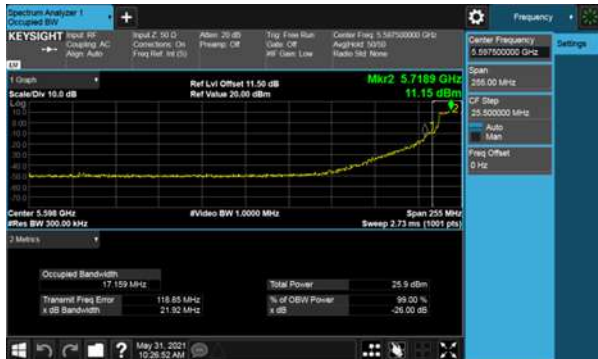 Spectrum Analyzer 1
Occupied BW
+
Frequency
KEYSIGHT Input: RF
Coupling: AC
Align: Auto
Input Z: 50 Ω
Corrections: On
Freq Ref: Int (S)
Atten: 20 dB
Preamp: Off
Trig: Free Run
Gate: Off
#IF Gain: Low
Center Freq: 5.597500000 GHz
Avg|Hold: 50/50
Radio Std: None
Center Frequency
5.597500000 GHz
Settings
Span
255.00 MHz
CF Step
25.500000 MHz
Auto
Man
Freq Offset
0 Hz
1 Graph
Scale/Div 10.0 dB
Ref Lvl Offset 11.50 dB
Ref Value 20.00 dBm
Mkr2 5.7189 GHz
11.15 dBm
Log
2
Center 5.598 GHz
#Res BW 300.00 kHz
#Video BW 1.0000 MHz
Span 255 MHz
Sweep 2.73 ms (1001 pts)
2 Metrics
Occupied Bandwidth
17.159 MHz
Total Power 25.9 dBm
Transmit Freq Error 118.65 MHz
% of OBW Power 99.00 %
x dB Bandwidth 21.92 MHz
x dB -26.00 dB
?
May 31, 2021
10:26:52 AM